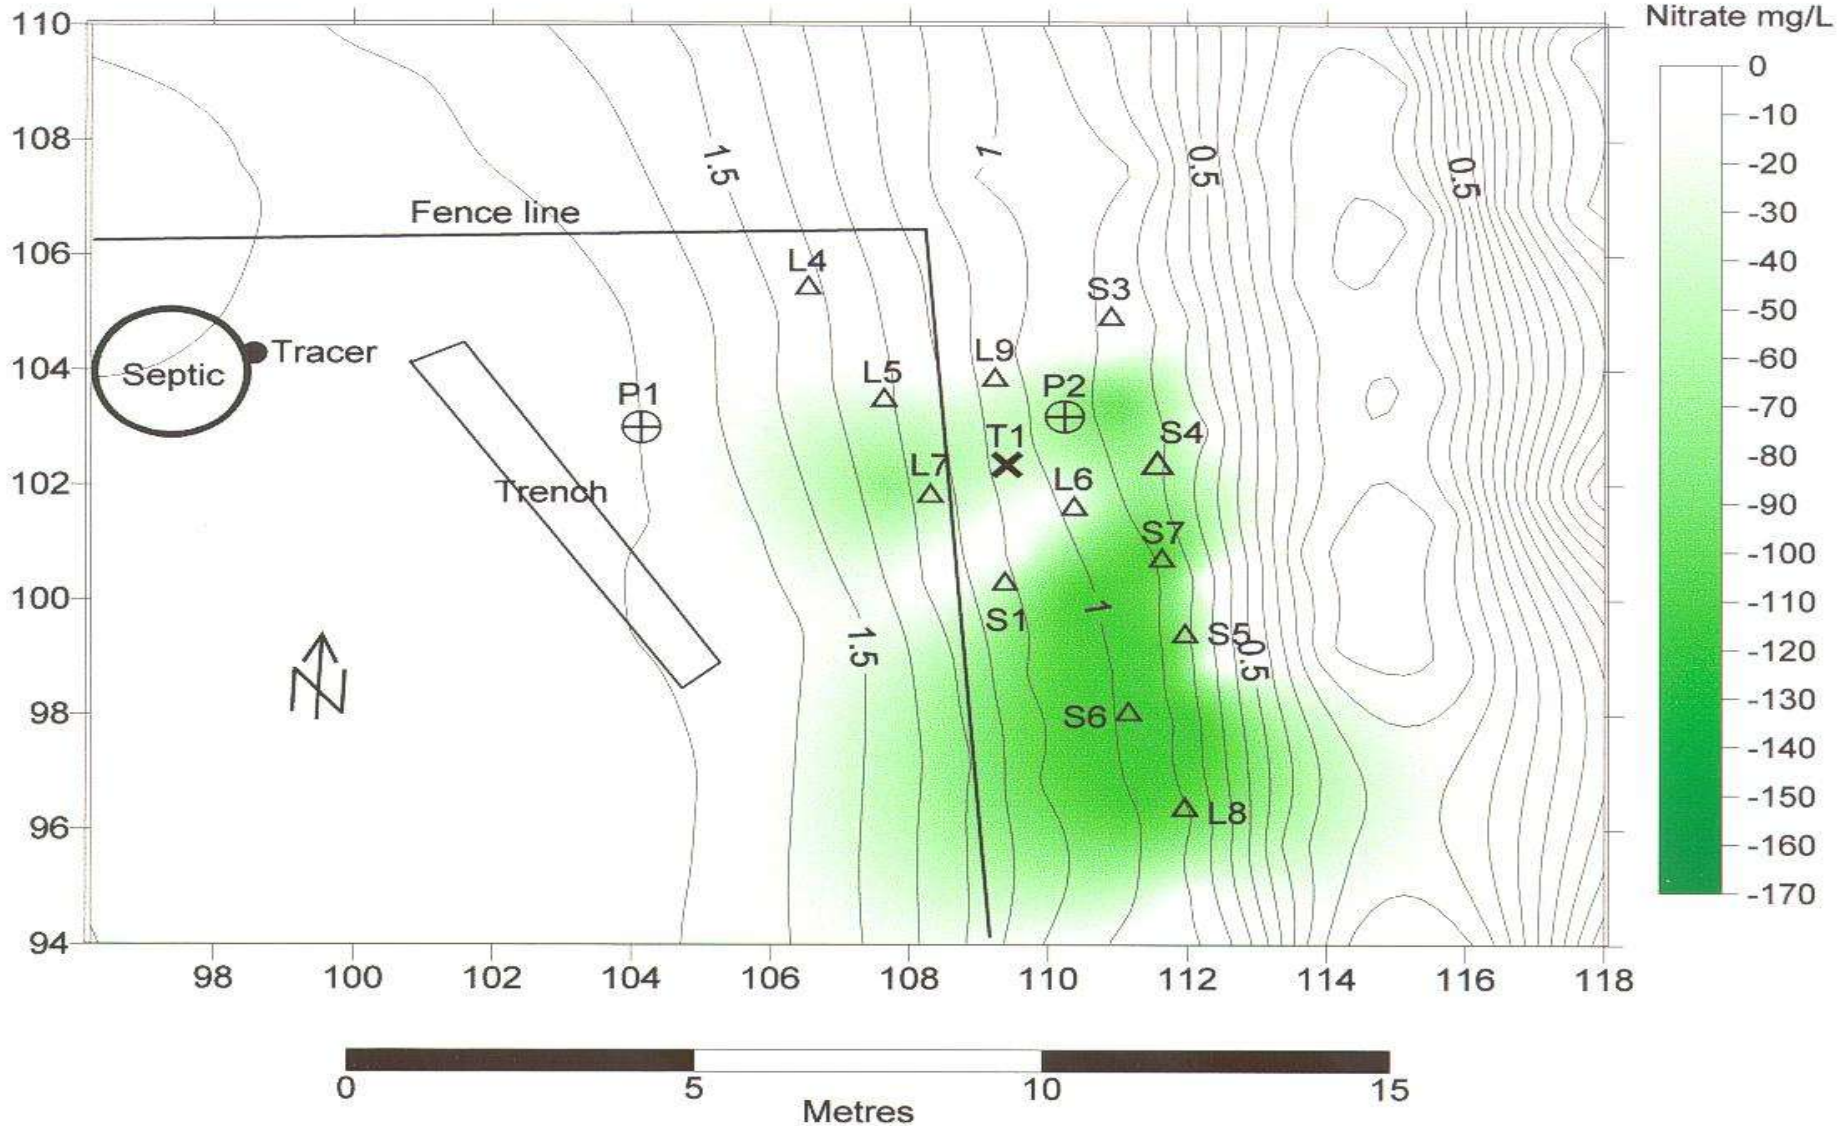 Nitrate mg/L
110
108
106
104
102
100
98
96
94
98
100
102
104
106
108
110
112
114
116
118
0
-10
-20
-30
-40
-50
-60
-70
-80
-90
-100
-110
-120
-130
-140
-150
-160
-170
1.5
1
0.5
0.5
Fence line
L4
S3
Septic
Tracer
L9
L5
P1
P2
T1
S4
L7
L6
Trench
S7
S1
1
1.5
S5
0.5
N
S6
L8
0
5
10
15
Metres